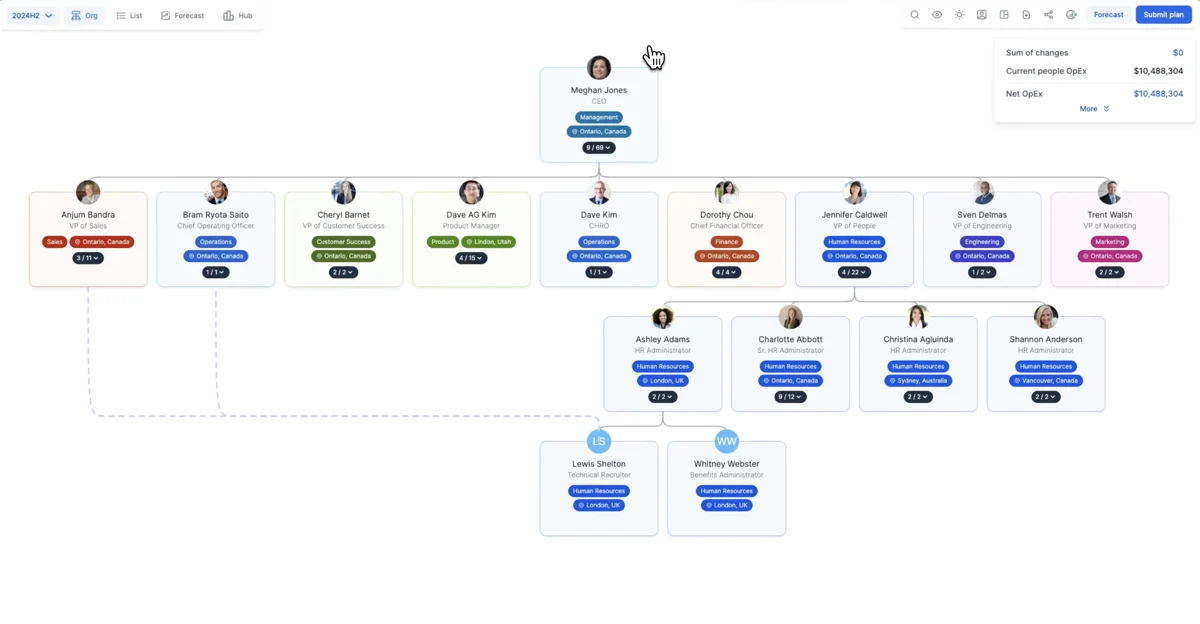 2024H2 Org List Forecast Hub
Forecast Submit plan
Sum of changes $0
Current people OpEx $10,488,304
Net OpEx $10,488,304
More
Meghan Jones
CEO
Management
Ontario, Canada
9 / 69
Anjum Bandra
VP of Sales
Sales Ontario, Canada
3 / 11
Bram Ryota Saito
Chief Operating Officer
Operations
Ontario, Canada
1 / 1
Cheryl Barnet
VP of Customer Success
Customer Success
Ontario, Canada
2 / 2
Dave AG Kim
Product Manager
Product Lindon, Utah
4 / 15
Dave Kim
CHRO
Operations
Ontario, Canada
1 / 1
Dorothy Chou
Chief Financial Officer
Finance
Ontario, Canada
4 / 4
Jennifer Caldwell
VP of People
Human Resources
Ontario, Canada
4 / 22
Sven Delmas
VP of Engineering
Engineering
Ontario, Canada
1 / 2
Trent Walsh
VP of Marketing
Marketing
Ontario, Canada
2 / 2
Ashley Adams
HR Administrator
Human Resources
London, UK
2 / 2
Charlotte Abbott
Sr. HR Administrator
Human Resources
Ontario, Canada
9 / 12
Christina Agluinda
HR Administrator
Human Resources
Sydney, Australia
2 / 2
Shannon Anderson
HR Administrator
Human Resources
Vancouver, Canada
2 / 2
LS
Lewis Shelton
Technical Recruiter
Human Resources
London, UK
WW
Whitney Webster
Benefits Administrator
Human Resources
London, UK